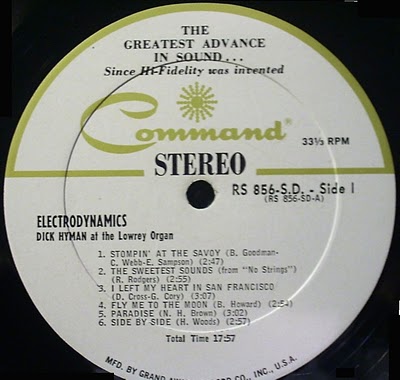 THE
GREATEST ADVANCE
IN SOUND...
Since Hi-Fidelity was invented
Command®
33⅓ RPM
STEREO
RS 856-S.D. - Side 1
(RS 856-SD-A)
ELECTRODYNAMICS
DICK HYMAN at the Lowrey Organ
1. STOMPIN' AT THE SAVOY (B. Goodman-
C. Webb-E. Sampson) (2:47)
2. THE SWEETEST SOUNDS (from "No Strings")
(R. Rodgers) (2:55)
3. I LEFT MY HEART IN SAN FRANCISCO
(D. Cross-G. Cory) (3:07)
4. FLY ME TO THE MOON (B. Howard) (2:54)
5. PARADISE (N. H. Brown) (3:02)
6. SIDE BY SIDE (H. Woods) (2:57)
Total Time 17:57
MFD. BY GRAND CO., INC., U.S.A.